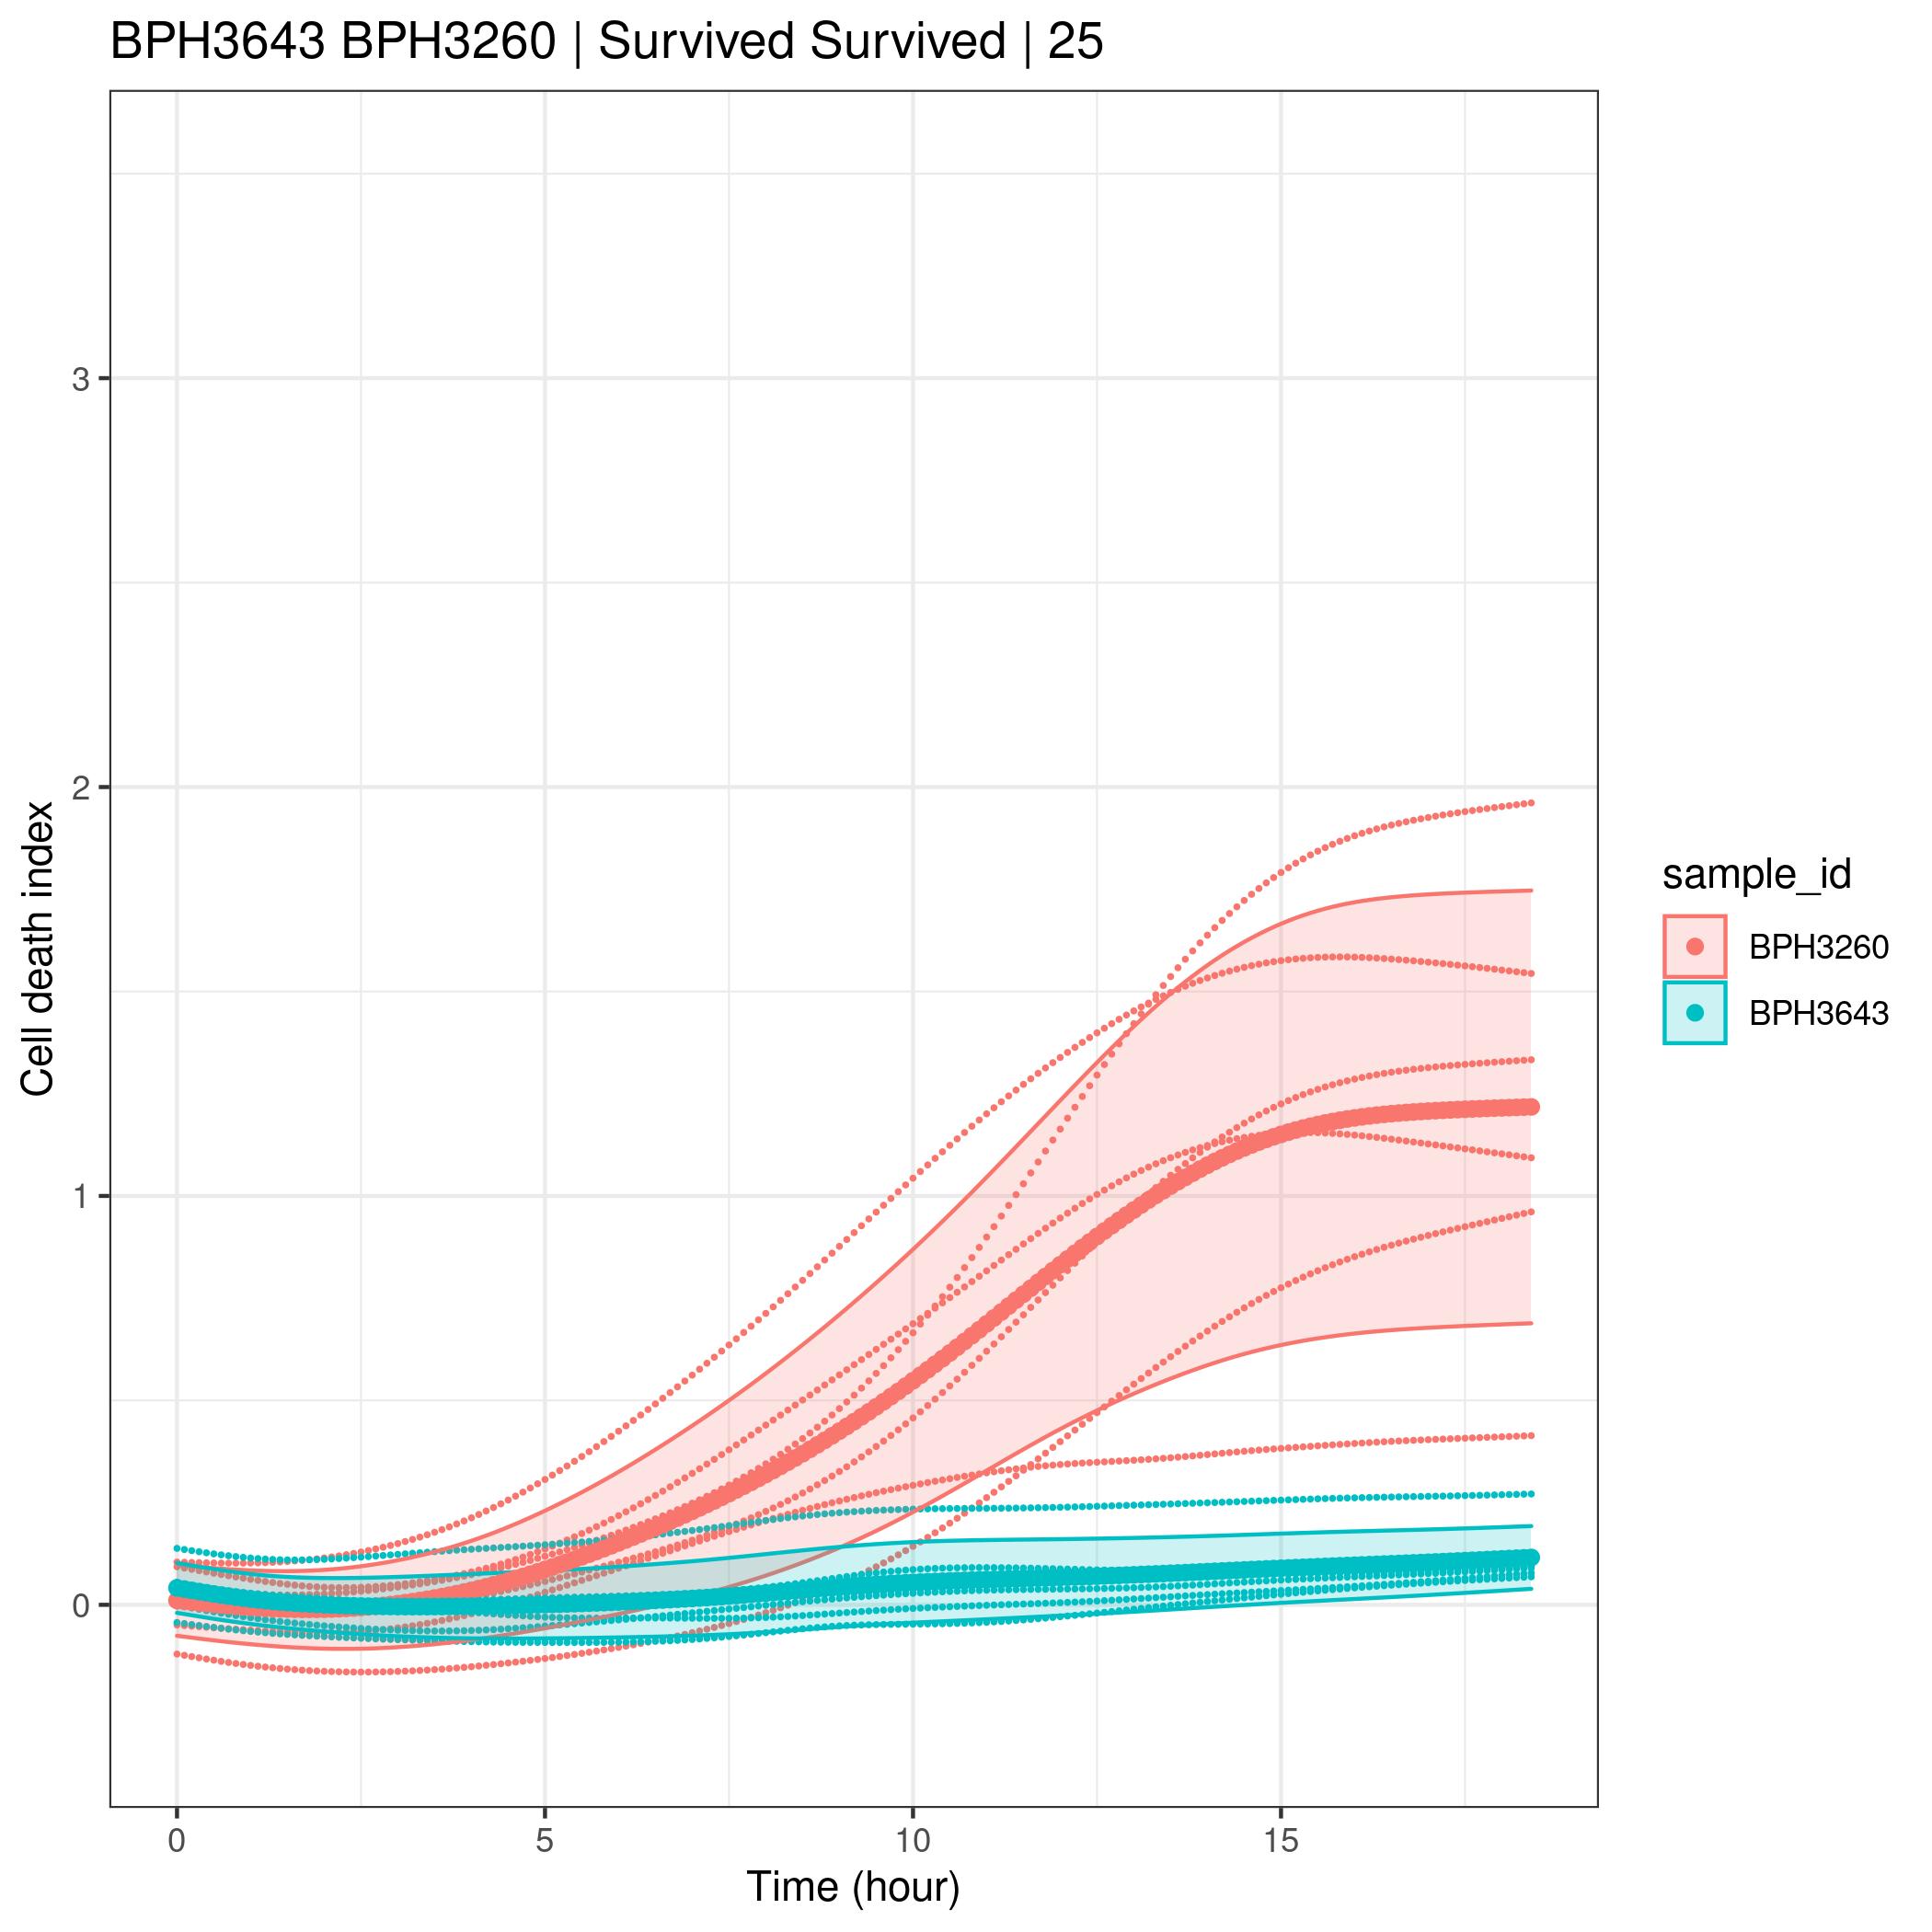 BPH3643 BPH3260 | Survived Survived | 25
3
2
1
0
Cell death index
0 5 10 15
Time (hour)
sample_id
BPH3260
BPH3643